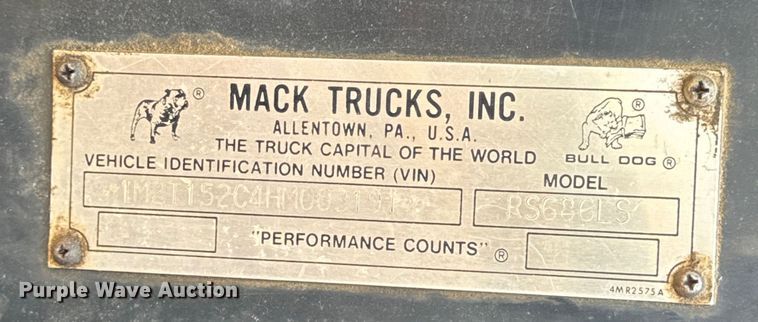 MACK TRUCKS, INC.
ALLENTOWN, PA., U.S.A.
THE TRUCK CAPITAL OF THE WORLD
BULL DOG ®
VEHICLE IDENTIFICATION NUMBER (VIN)
MODEL
RS686LS
"PERFORMANCE COUNTS" ®
4MR2575A
Purple Wave Auction